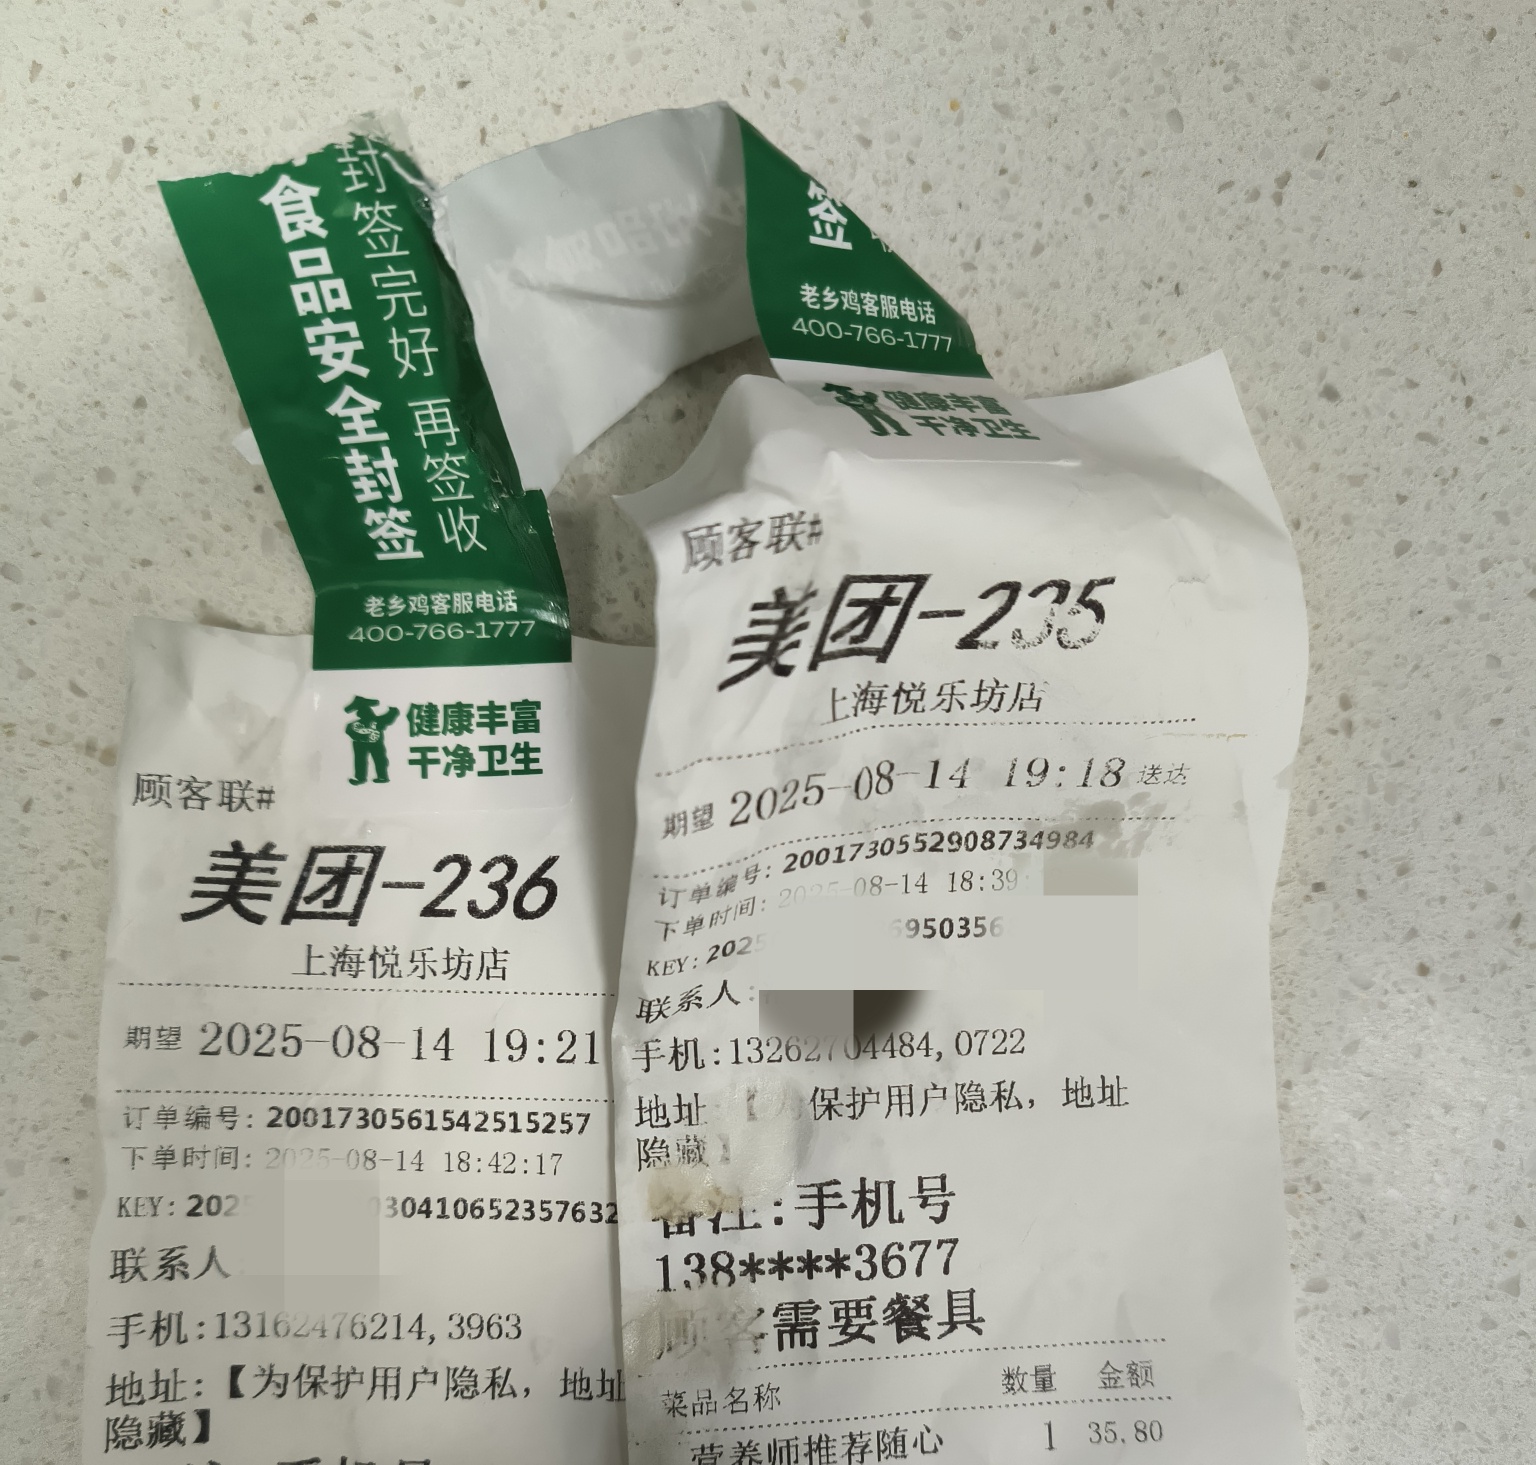 食品安全封签
封签完好 再签收
老乡鸡客服电话
400-766-1777
健康丰富
干净卫生
顾客联#
美团-236
上海悦乐坊店
期望 2025-08-14 19:21
订单编号: 2001730561542515257
下单时间: 2025-08-14 18:42:17
KEY: 202 30410652357632
联系人
手机:13162476214,3963
地址:【为保护用户隐私，地址
隐藏】
签
老乡鸡客服电话
400-766-1777
健康丰富
干净卫生
顾客联#
美团-235
上海悦乐坊店
期望 2025-08-14 19:18 送达
订单编号: 2001730552908734984
下单时间: 2025-08-14 18:39:
KEY: 2025 6950356
联系人:
手机:13262704484,0722
地址 【为保护用户隐私，地址
隐藏】
备注:手机号
138****3677
顾客需要餐具
菜品名称 数量 金额
营养师推荐随心 1 35.80